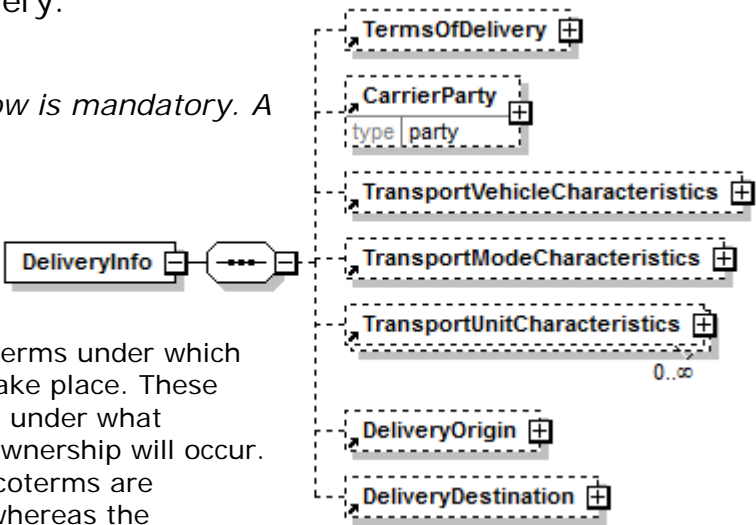 ery.
ow is mandatory. A
erms under which
ake place. These
under what
wnership will occur.
coterms are
whereas the
DeliveryInfo
TermsOfDelivery
CarrierParty
type party
TransportVehicleCharacteristics
TransportModeCharacteristics
TransportUnitCharacteristics
0..∞
DeliveryOrigin
DeliveryDestination